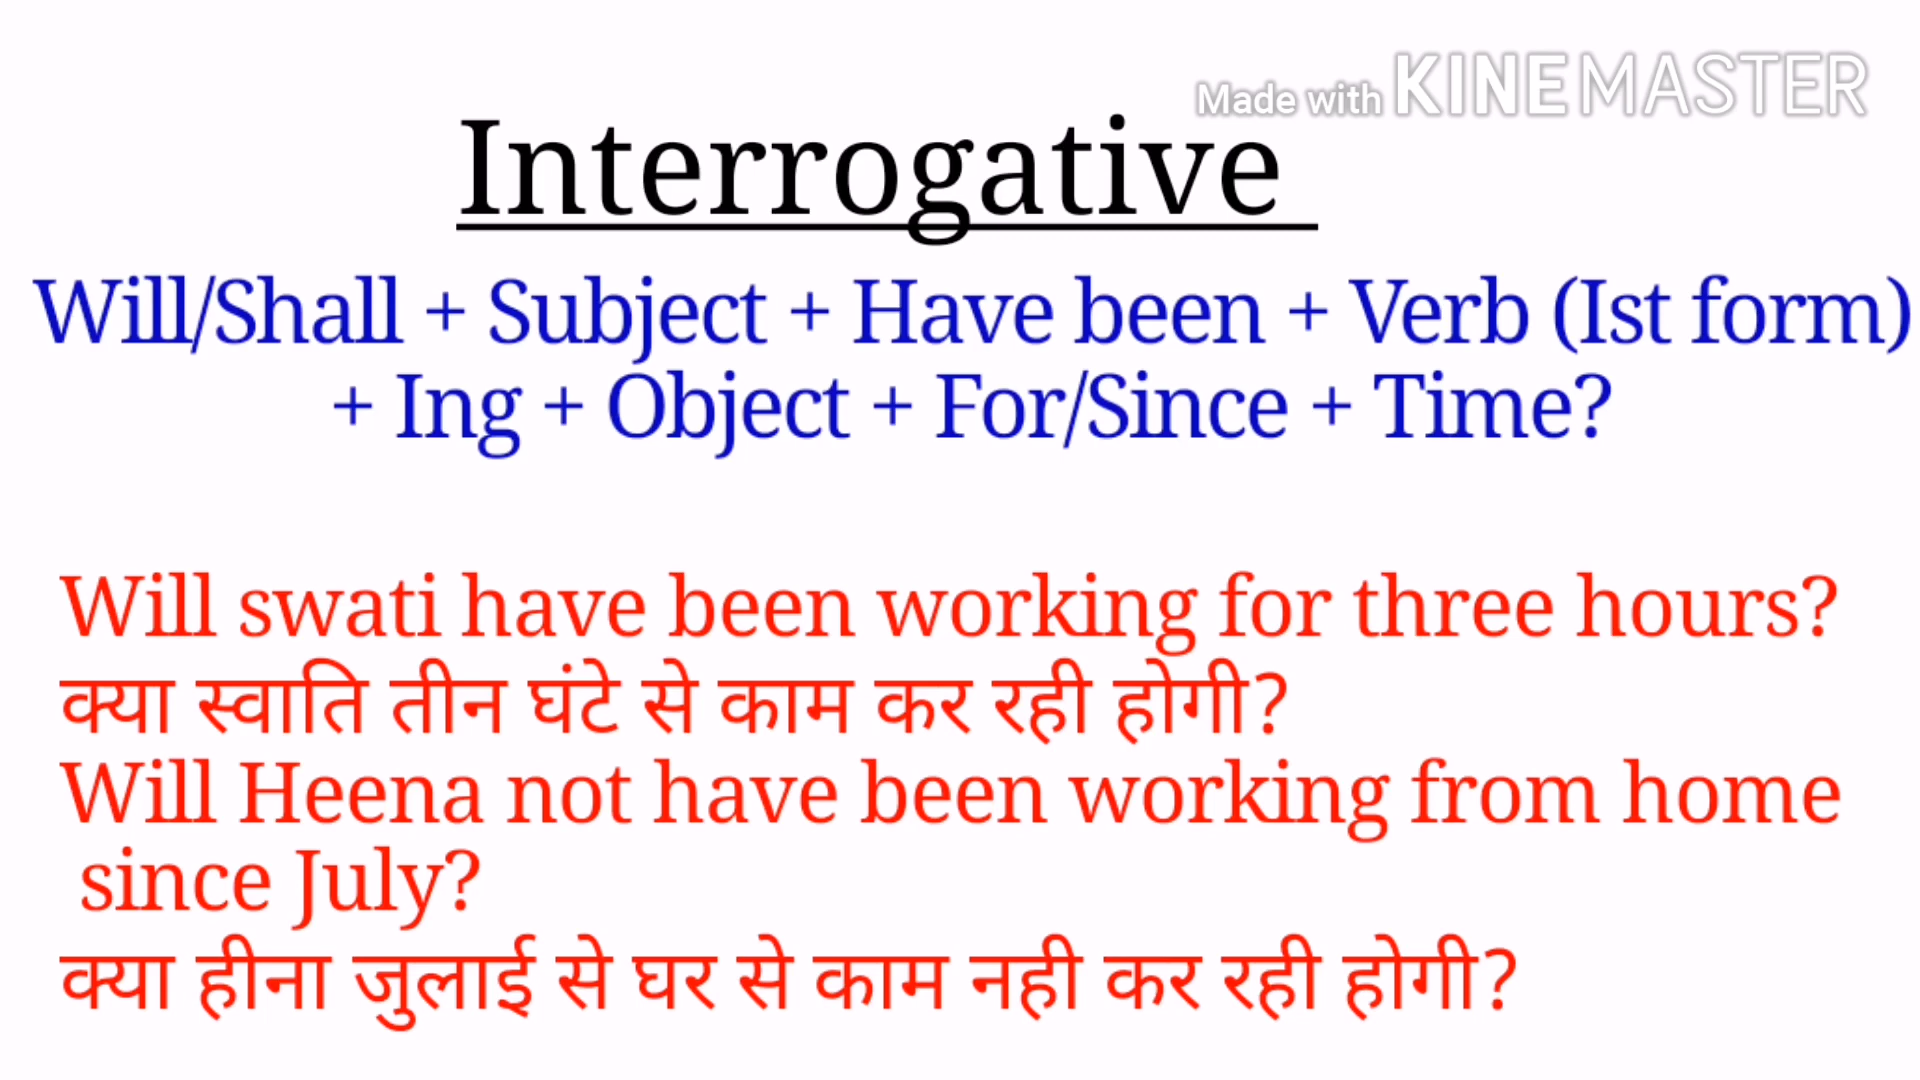 Made with KINEMASTER
Interrogative
Will/Shall + Subject + Have been + Verb (Ist form)
+ Ing + Object + For/Since + Time?
Will swati have been working for three hours?
क्या स्वाति तीन घंटे से काम कर रही होगी?
Will Heena not have been working from home
since July?
क्या हीना जुलाई से घर से काम नही कर रही होगी?